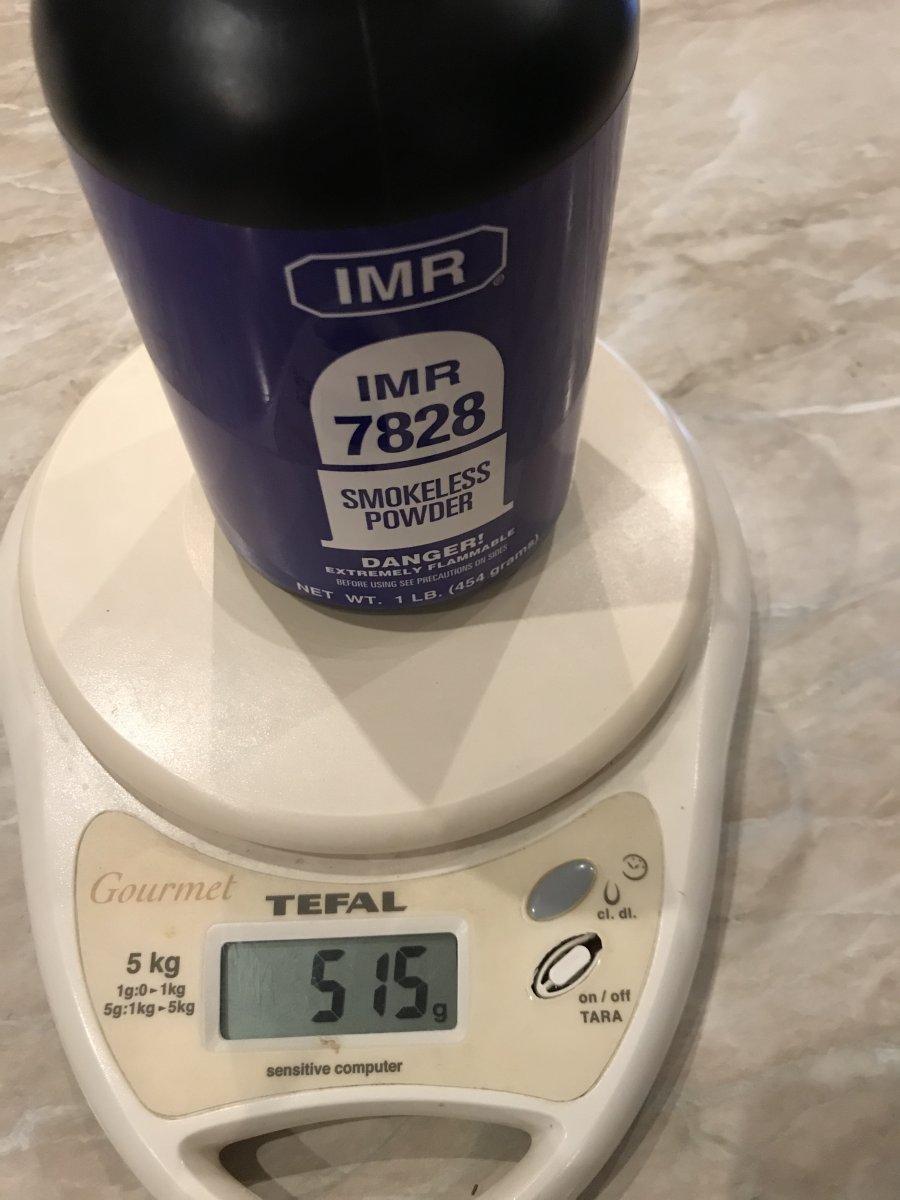 IMR
®
IMR
7828
SMOKELESS
POWDER
DANGER!
EXTREMELY FLAMMABLE
BEFORE USING SEE PRECAUTIONS ON SIDES
NET WT. 1 LB. (454 grams)
Gourmet
TEFAL
cl. dl.
5 kg
1g:0►1kg
5g:1kg►5kg
515g
on / off
TARA
sensitive computer